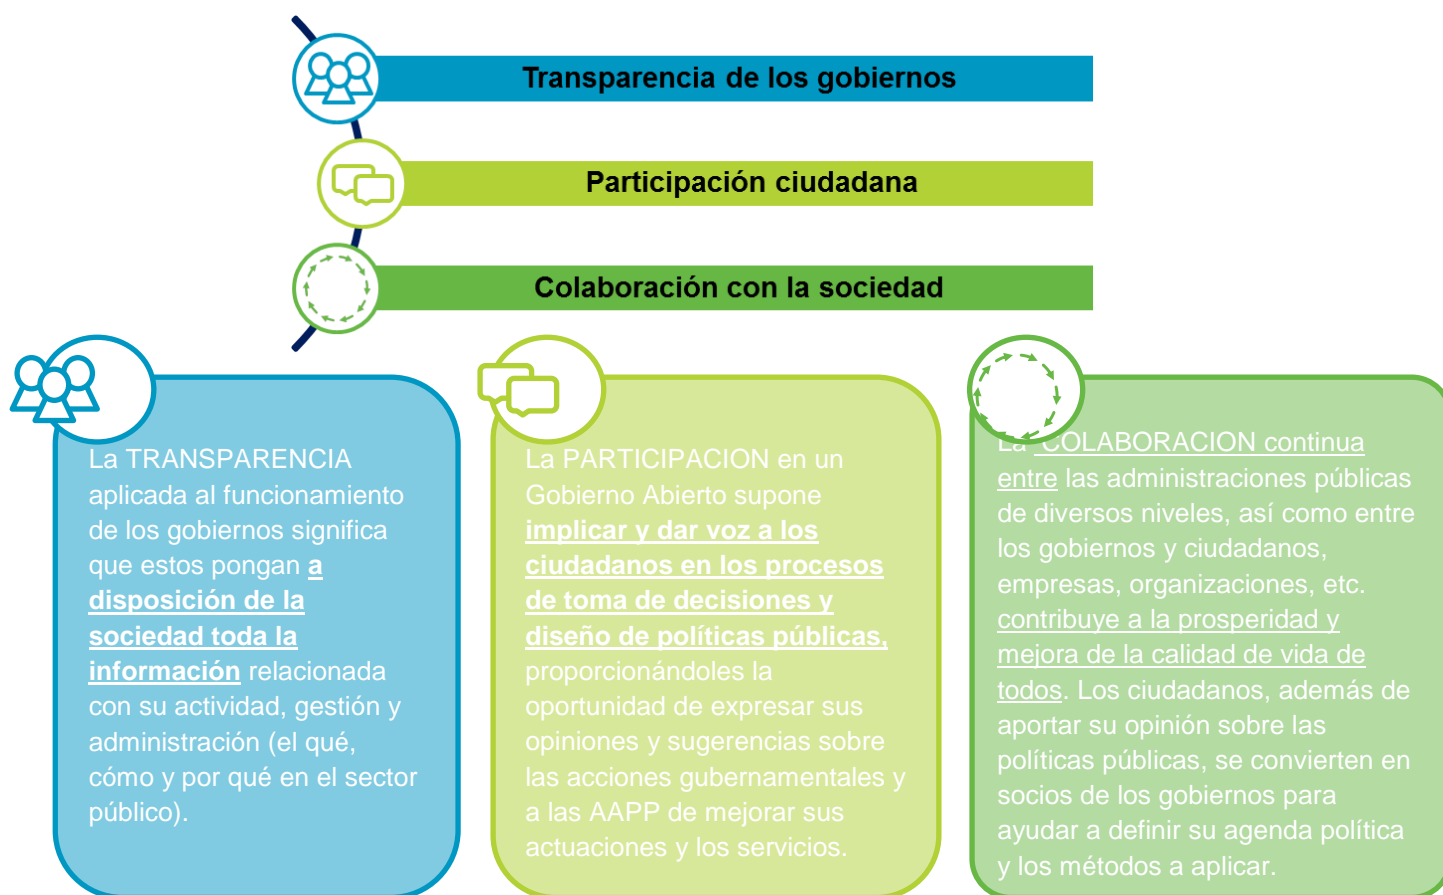 Transparencia de los gobiernos
Participación ciudadana
Colaboración con la sociedad
La TRANSPARENCIA
aplicada al funcionamiento
de los gobiernos significa
que estos pongan a
disposición de la
sociedad toda la
información relacionada
con su actividad, gestión y
administración (el qué,
cómo y por qué en el sector
público).
La PARTICIPACION en un
Gobierno Abierto supone
implicar y dar voz a los
ciudadanos en los procesos
de toma de decisiones y
diseño de políticas públicas,
proporcionándoles la
oportunidad de expresar sus
opiniones y sugerencias sobre
las acciones gubernamentales y
a las AAPP de mejorar sus
actuaciones y los servicios.
La COLABORACION continua
entre las administraciones públicas
de diversos niveles, así como entre
los gobiernos y ciudadanos,
empresas, organizaciones, etc.
contribuye a la prosperidad y
mejora de la calidad de vida de
todos. Los ciudadanos, además de
aportar su opinión sobre las
políticas públicas, se convierten en
socios de los gobiernos para
ayudar a definir su agenda política
y los métodos a aplicar.